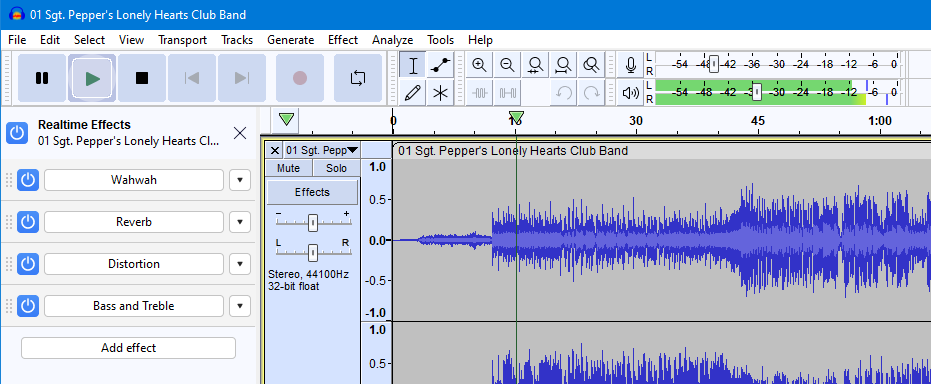 01 Sgt. Pepper's Lonely Hearts Club Band
File Edit Select View Transport Tracks Generate Effect Analyze Tools Help
L R -54 -48 -42 -36 -30 -24 -18 -12 -6 0
L R -54 -48 -42 -36 -30 -24 -18 -12 -6 0
Realtime Effects
01 Sgt. Pepper's Lonely Hearts Cl...
Wahwah
Reverb
Distortion
Bass and Treble
Add effect
0 15 30 45 1:00
01 Sgt. Pepp
01 Sgt. Pepper's Lonely Hearts Club Band
Mute Solo
Effects
- +
L R
Stereo, 44100Hz
32-bit float
1.0
0.5-
0.0-
-0.5-
-1.0
1.0
0.5-